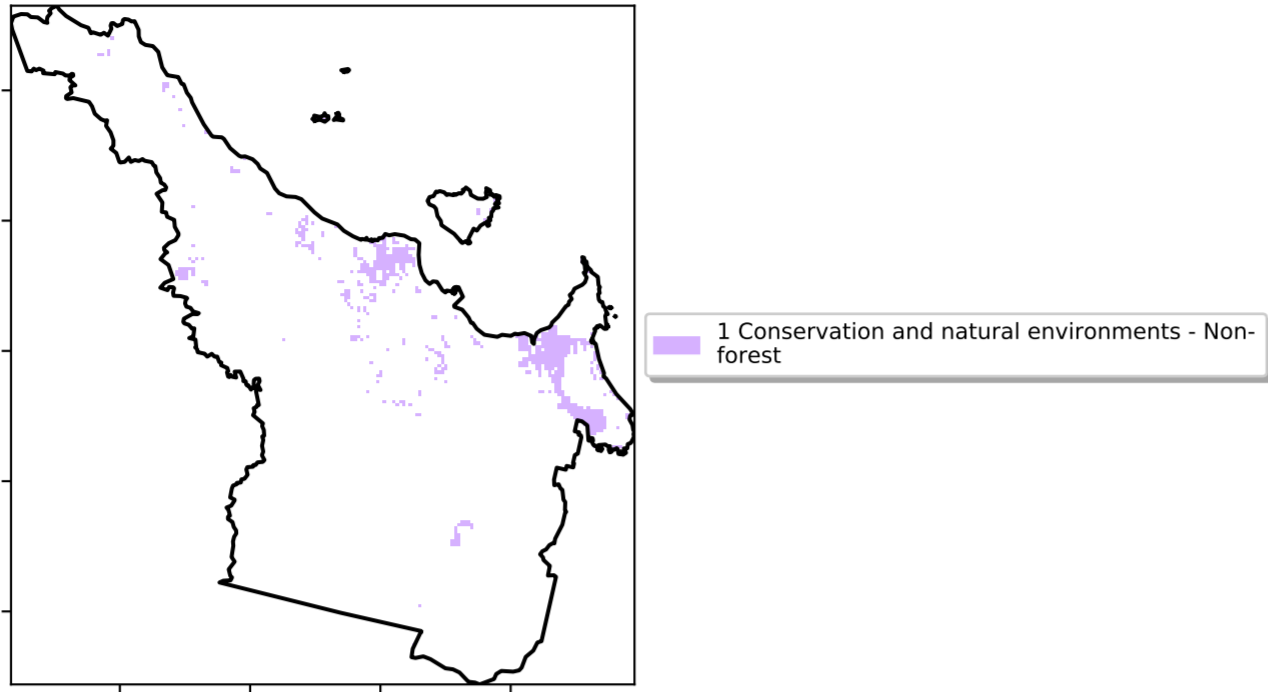 1 Conservation and natural environments - Non-
forest